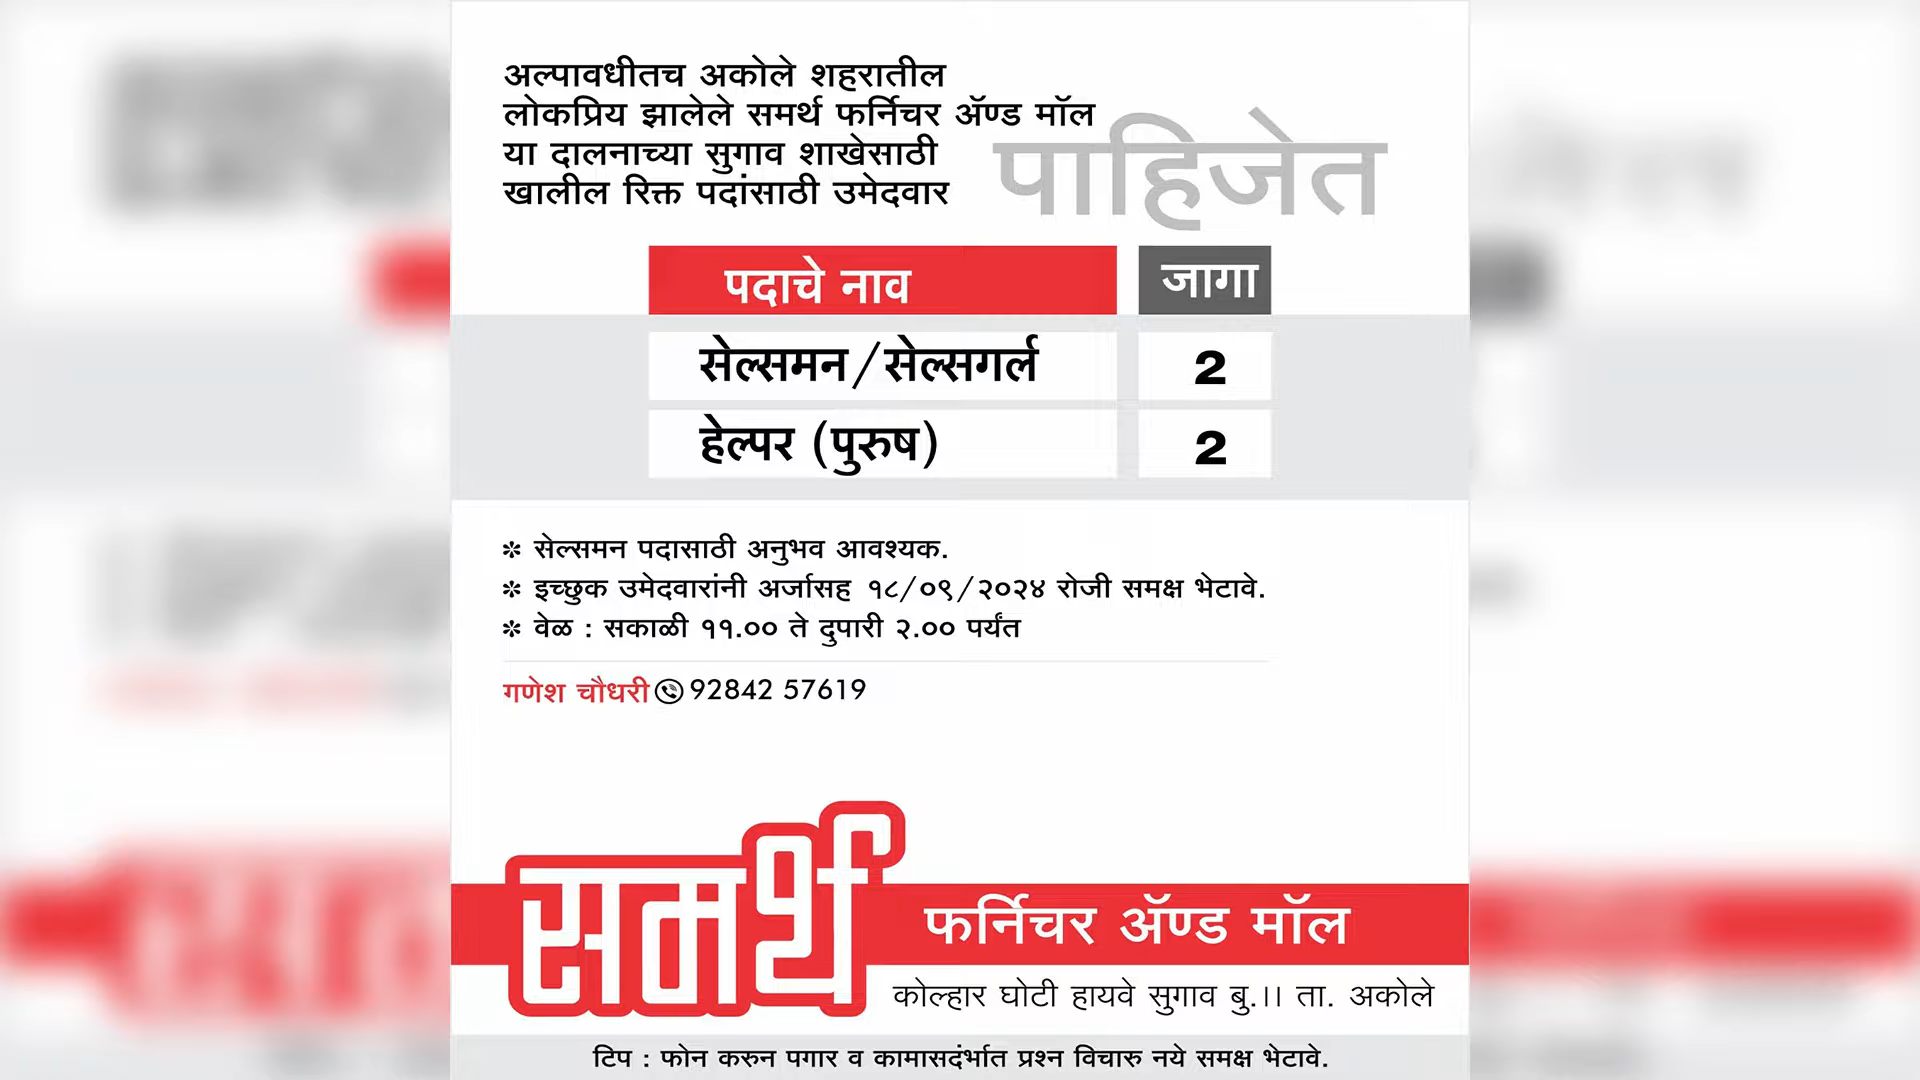 अल्पावधीतच अकोले शहरातील
लोकप्रिय झालेले समर्थ फर्निचर ॲण्ड मॉल
या दालनाच्या सुगाव शाखेसाठी
खालील रिक्त पदांसाठी उमेदवार
पाहिजेत
पदाचे नाव जागा
सेल्समन/सेल्सगर्ल 2
हेल्पर (पुरुष) 2
* सेल्समन पदासाठी अनुभव आवश्यक.
* इच्छुक उमेदवारांनी अर्जासह १८/०९/२०२४ रोजी समक्ष भेटावे.
* वेळ : सकाळी ११.०० ते दुपारी २.०० पर्यंत
गणेश चौधरी 92842 57619
समर्थ
फर्निचर ॲण्ड मॉल
कोल्हार घोटी हायवे सुगाव बु.।। ता. अकोले
टिप : फोन करुन पगार व कामासदंर्भात प्रश्न विचारु नये समक्ष भेटावे.